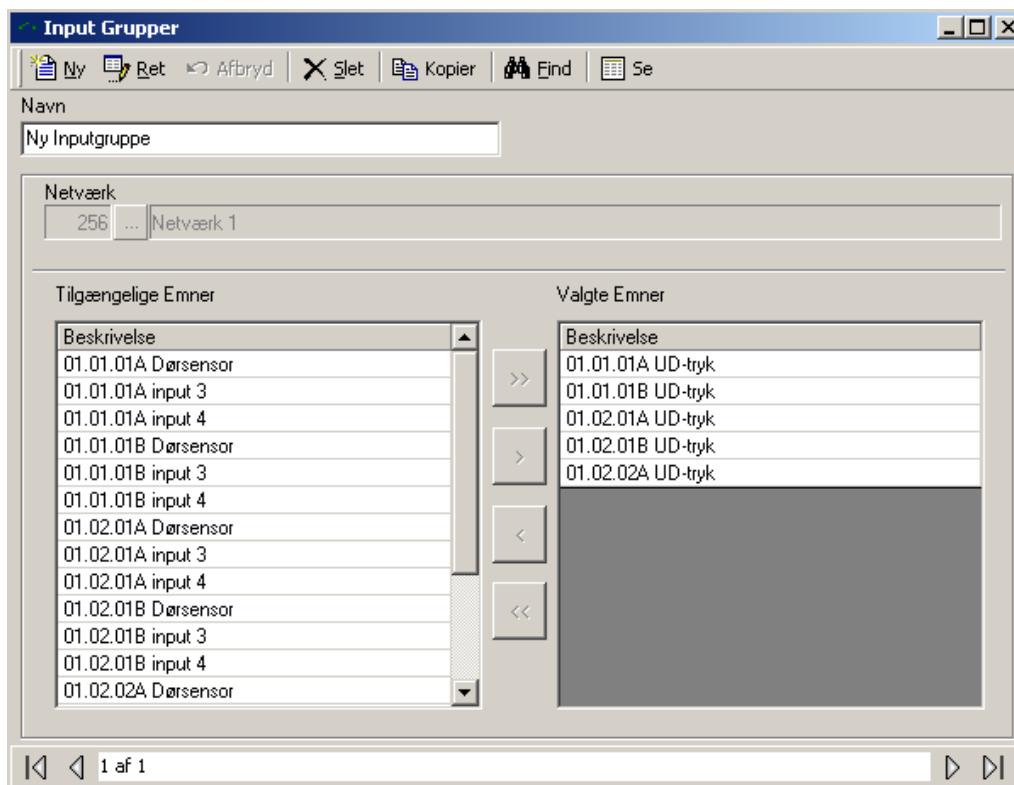 Input Grupper
Ny Ret Afbryd Slet Kopier Find Se
Navn
Ny Inputgruppe
Netværk
256 ... Netværk 1
Tilgængelige Emner
Beskrivelse
01.01.01A Dørsensor
01.01.01A input 3
01.01.01A input 4
01.01.01B Dørsensor
01.01.01B input 3
01.01.01B input 4
01.02.01A Dørsensor
01.02.01A input 3
01.02.01A input 4
01.02.01B Dørsensor
01.02.01B input 3
01.02.01B input 4
01.02.02A Dørsensor
>>
>
<
<<
Valgte Emner
Beskrivelse
01.01.01A UD-tryk
01.01.01B UD-tryk
01.02.01A UD-tryk
01.02.01B UD-tryk
01.02.02A UD-tryk
1 af 1